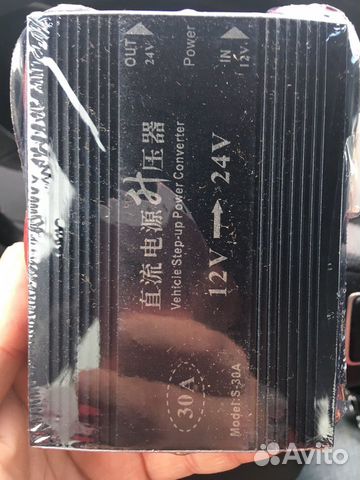 OUT
24V
Power
IN
12V
直流电源升压器
Vehicle Step-up Power Converter
12V → 24V
30A
Model: S-30A
Avito